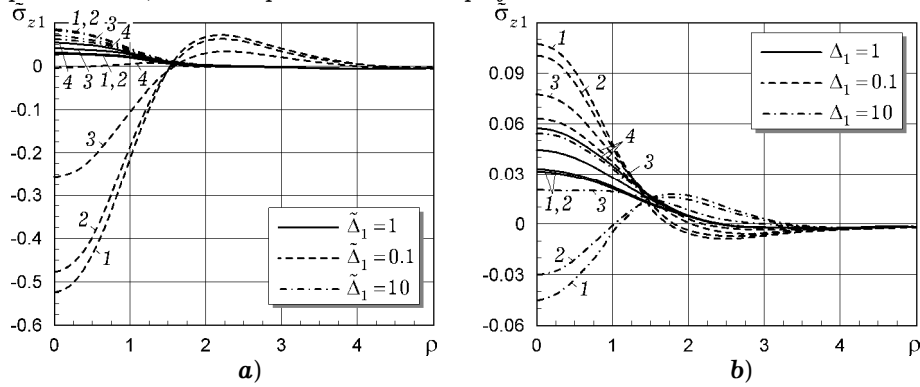 σ̃z1
0
-0.1
-0.2
-0.3
-0.4
-0.5
-0.6
0 1 2 3 4 ρ
1,2 3 4
4 3 1,2 4
3
2
1
Δ̃₁ = 1
Δ̃₁ = 0.1
Δ̃₁ = 10
a)
σ̃z1
0.09
0.06
0.03
0
-0.03
-0.06
0 1 2 3 4 ρ
1
2
3
4
3
1,2 3
2
1
Δ₁ = 1
Δ₁ = 0.1
Δ₁ = 10
b)